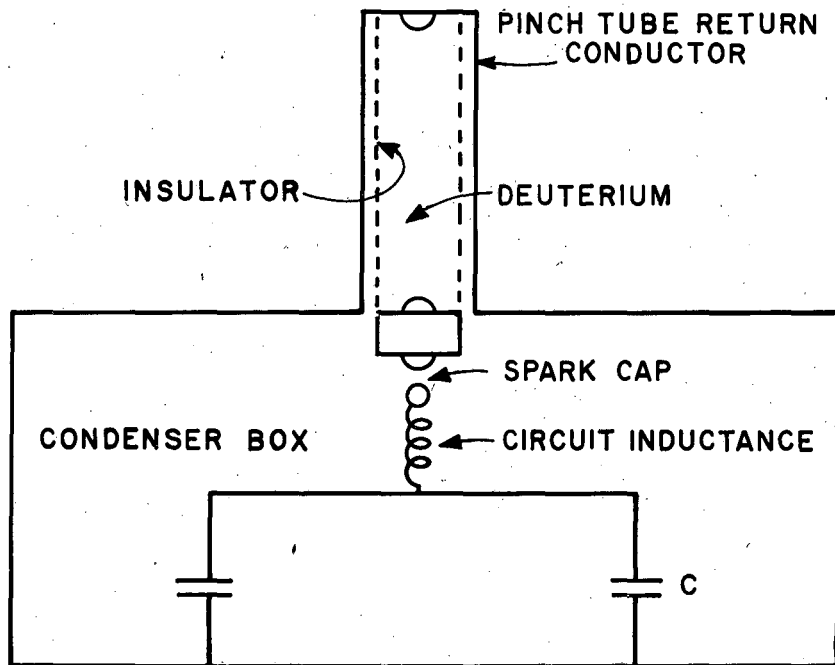 PINCH TUBE RETURN
CONDUCTOR
INSULATOR
DEUTERIUM
SPARK CAP
CONDENSER BOX
CIRCUIT INDUCTANCE
C